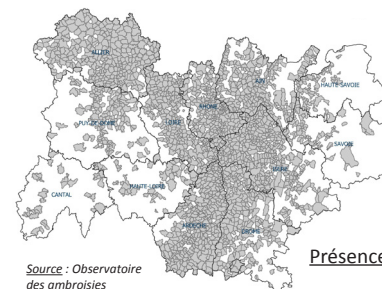 ALLIER
AIN
HAUTE-SAVOIE
RHONE
PUY-DE-DOME
LOIRE
SAVOIE
ISERE
CANTAL
HAUTE-LOIRE
ARDECHE
DROME
Présence
Source : Observatoire
des ambroisies